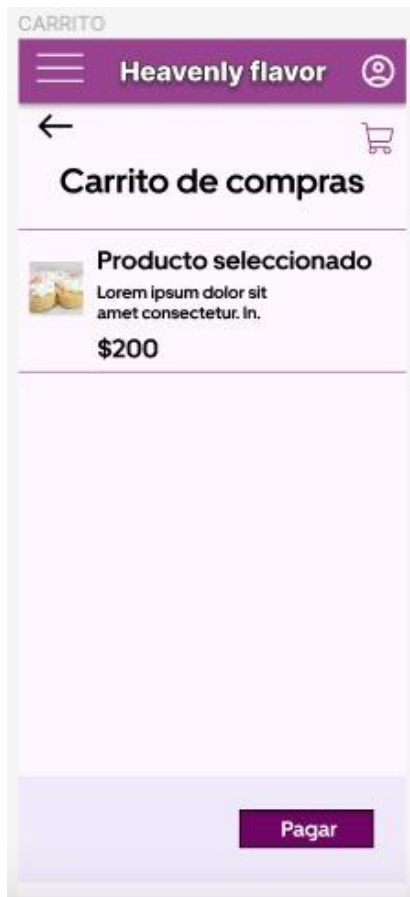 CARRITO
Heavenly flavor
Carrito de compras
Producto seleccionado
Lorem ipsum dolor sit
amet consectetur. In.
$200
Pagar